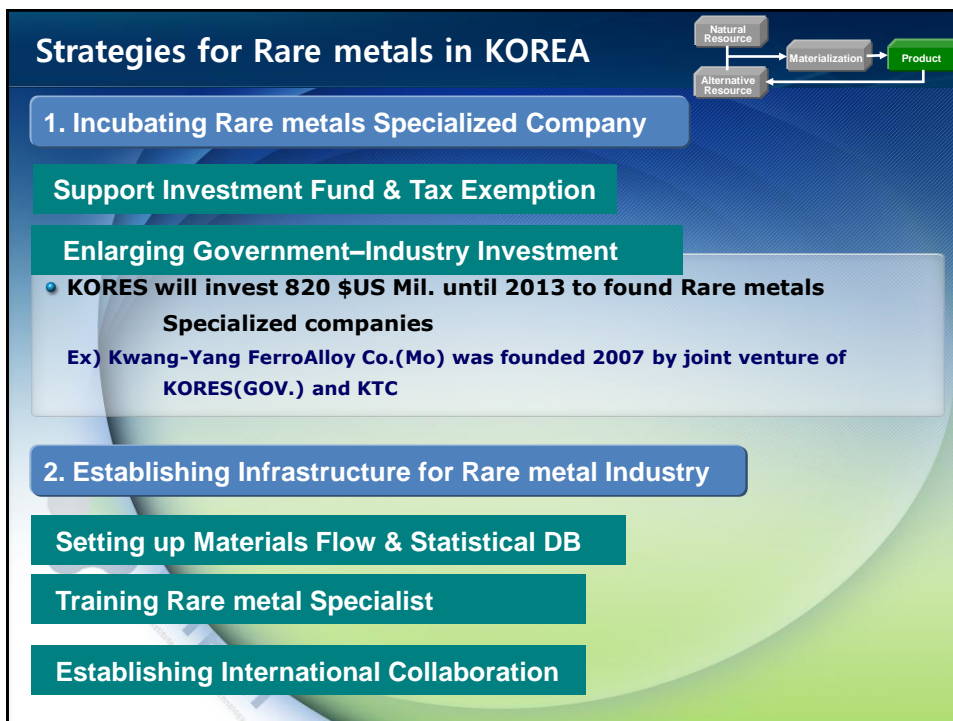 Strategies for Rare metals in KOREA
Natural
Resource
Materialization
Product
Alternative
Resource
1. Incubating Rare metals Specialized Company
Support Investment Fund & Tax Exemption
Enlarging Government–Industry Investment
KORES will invest 820 $US Mil. until 2013 to found Rare metals
Specialized companies
Ex) Kwang-Yang FerroAlloy Co.(Mo) was founded 2007 by joint venture of
KORES(GOV.) and KTC
2. Establishing Infrastructure for Rare metal Industry
Setting up Materials Flow & Statistical DB
Training Rare metal Specialist
Establishing International Collaboration